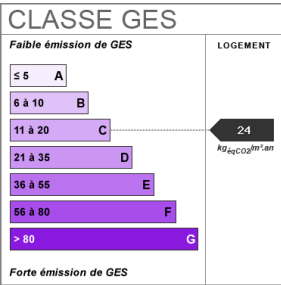 CLASSE GES
Faible émission de GES
LOGEMENT
≤ 5 A
6 à 10 B
11 à 20 C
24
kgéqCO2/m².an
21 à 35 D
36 à 55 E
56 à 80 F
> 80 G
Forte émission de GES